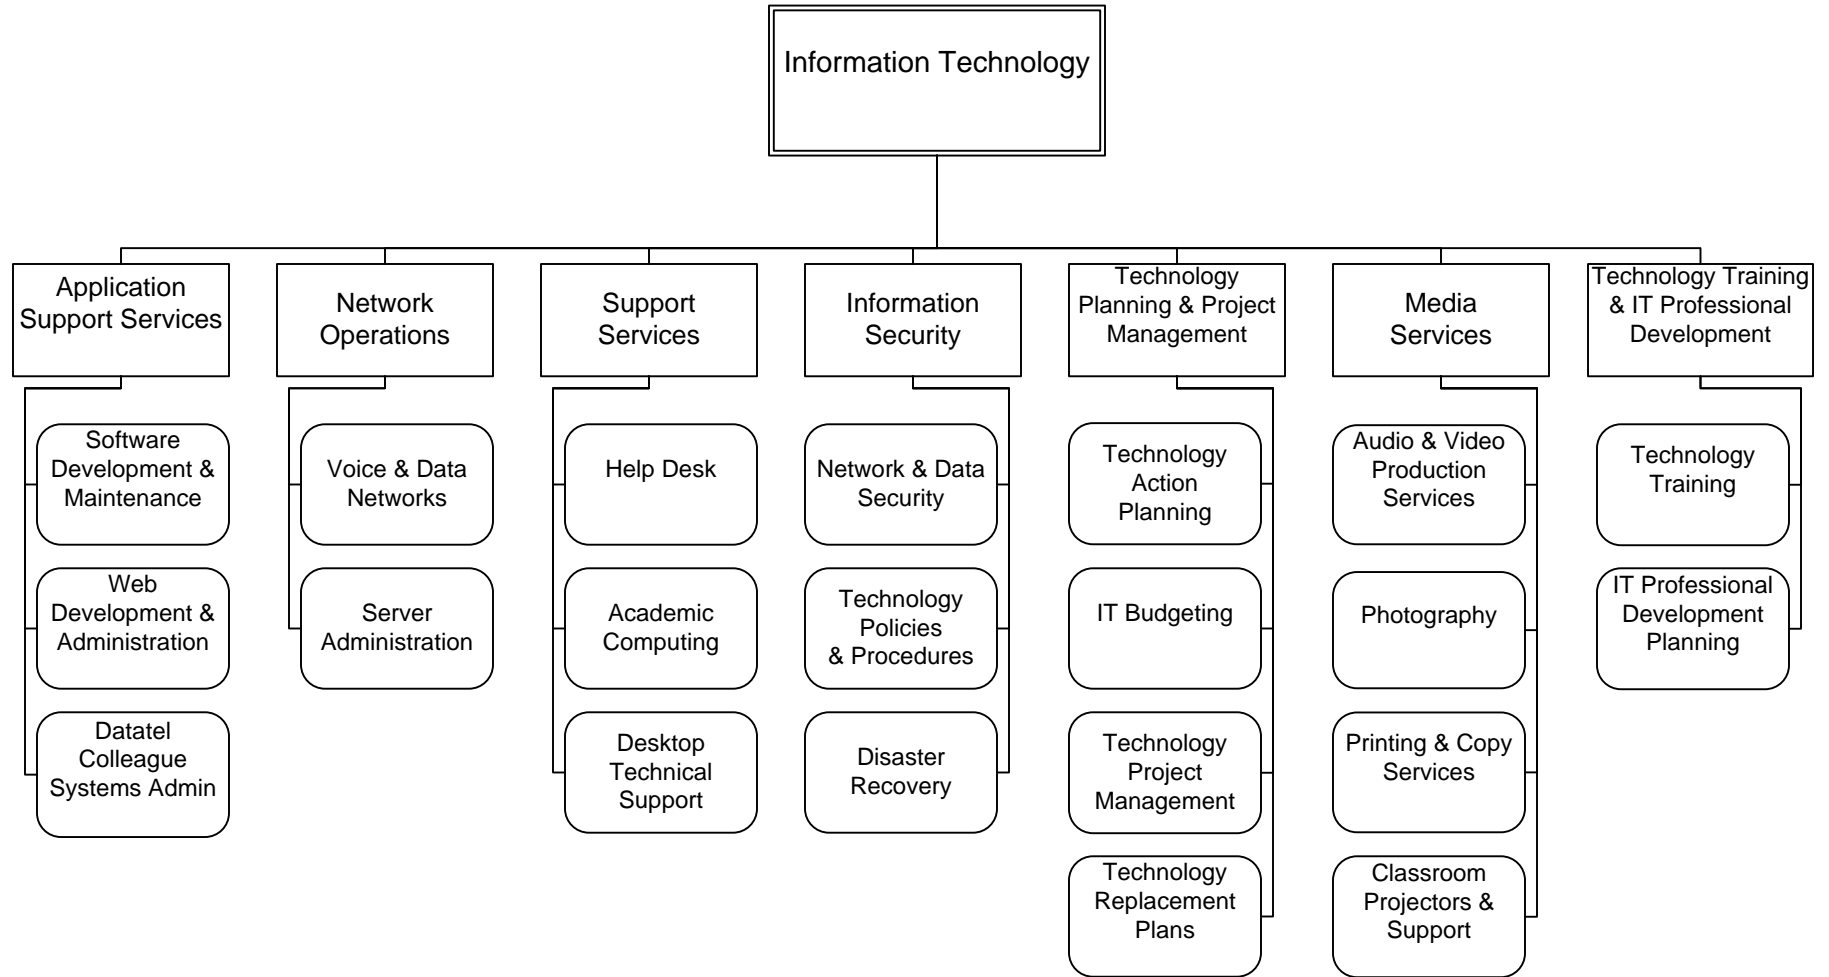 Information Technology
Application
Support Services
Software
Development &
Maintenance
Web
Development &
Administration
Datatel
Colleague
Systems Admin
Network
Operations
Voice & Data
Networks
Server
Administration
Support
Services
Help Desk
Academic
Computing
Desktop
Technical
Support
Information
Security
Network & Data
Security
Technology
Policies
& Procedures
Disaster
Recovery
Technology
Planning & Project
Management
Technology
Action
Planning
IT Budgeting
Technology
Project
Management
Technology
Replacement
Plans
Media
Services
Audio & Video
Production
Services
Photography
Printing & Copy
Services
Classroom
Projectors &
Support
Technology Training
& IT Professional
Development
Technology
Training
IT Professional
Development
Planning